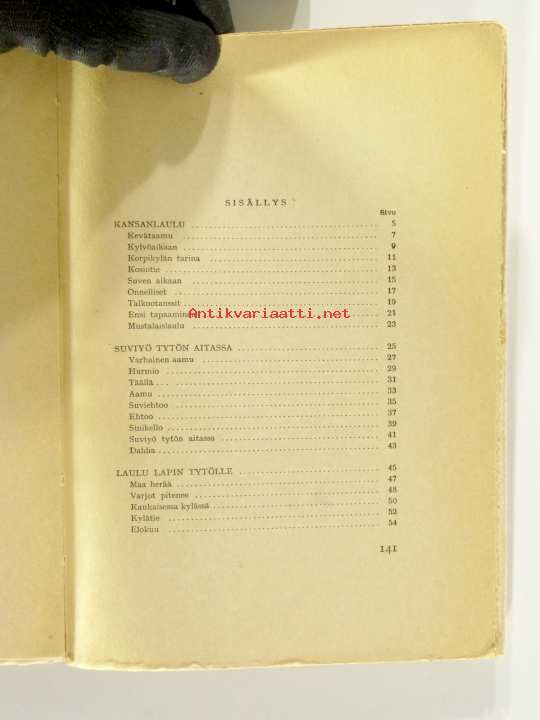 SISÄLLYS
Sivu
KANSANLAULU 5
Kevätaamu 7
Kylvöaikaan 9
Korpikylän tarina 11
Kosiotie 13
Suven aikaan 15
Onnelliset 17
Talkootanssit 19
Ensi tapaaminen 21
Antikvariaatti.net
Mustalaislaulu 23
SUVIYÖ TYTÖN AITASSA 25
Varhainen aamu 27
Hurmio 29
Täällä... 31
Aamu 33
Suviehtoo 35
Ehtoo 37
Sinikello 39
Suviyö tytön aitassa 41
Dahlia 43
LAULU LAPIN TYTÖLLE 45
Maa herää 47
Varjot pitenee 48
Kaukaisessa kylässä 50
Kylätie 52
Elokuu 54
141